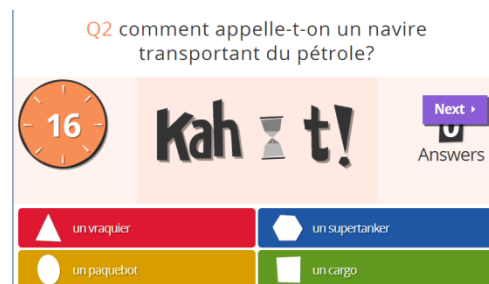 Q2 comment appelle-t-on un navire
transportant du pétrole?
16
Kah t!
Next
0
Answers
un vraquier
un supertanker
un paquebot
un cargo